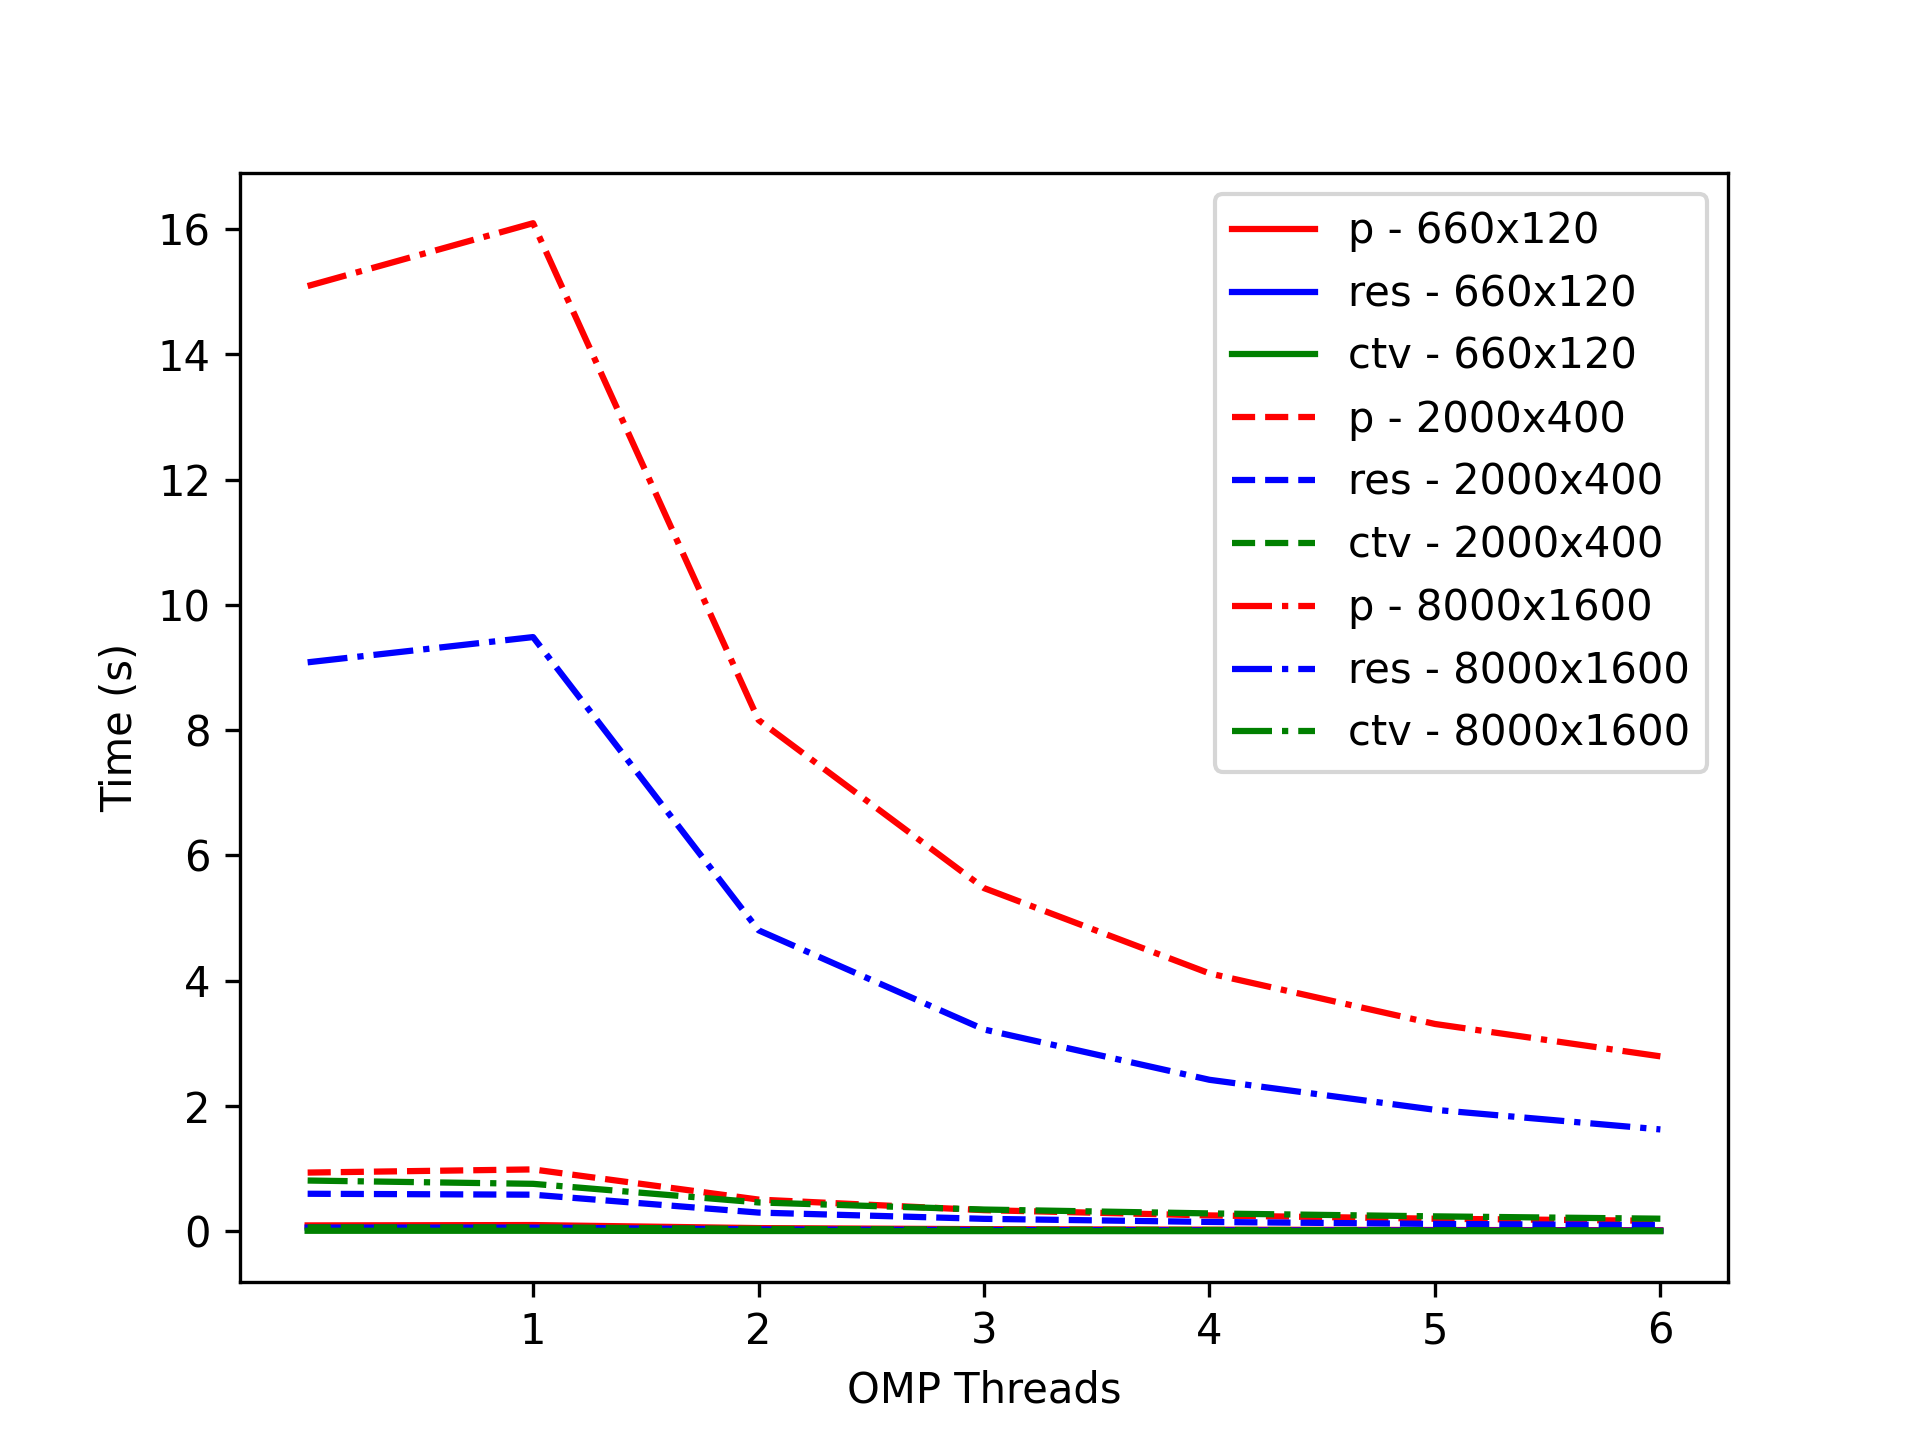 16
14
12
10
8
6
4
2
0
Time (s)
1 2 3 4 5 6
OMP Threads
p - 660x120
res - 660x120
ctv - 660x120
p - 2000x400
res - 2000x400
ctv - 2000x400
p - 8000x1600
res - 8000x1600
ctv - 8000x1600